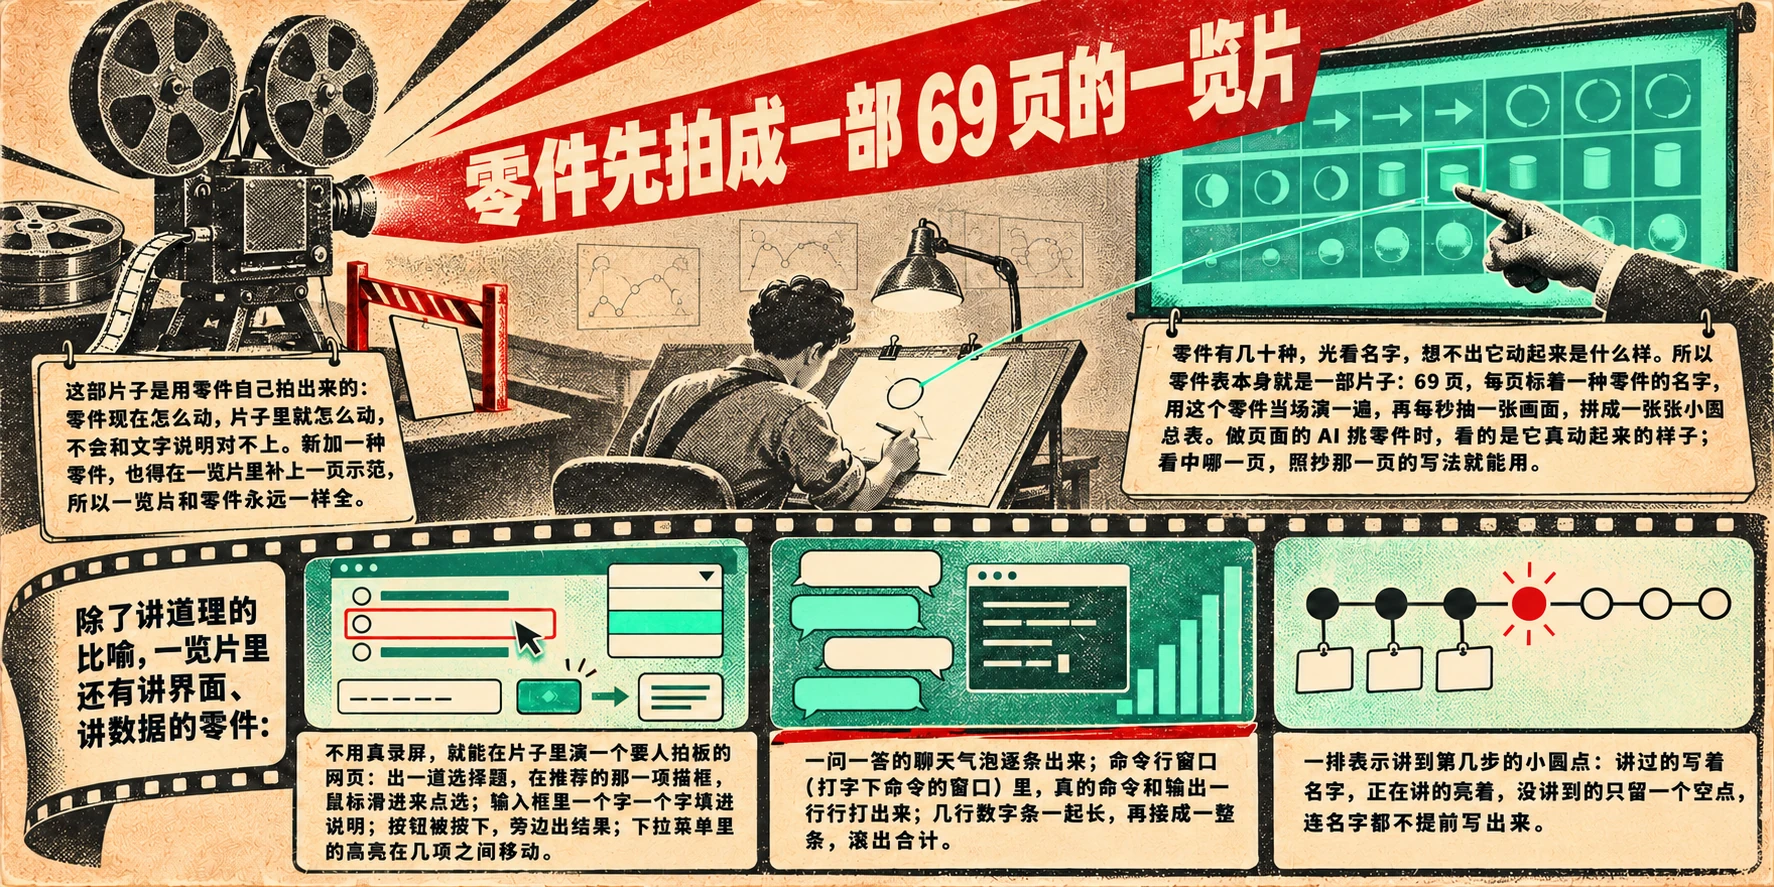 零件先拍成一部 69 页的一览片
这部片子是用零件自己拍出来的：
零件现在怎么动，片子里就怎么动，
不会和文字说明对不上。新加一种
零件，也得在一览片里补上一页示范，
所以一览片和零件永远一样全。
零件有几十种，光看名字，想不出它动起来是什么样。所以
零件表本身就是一部片子：69 页，每页标着一种零件的名字，
用这个零件当场演一遍，再每秒抽一张画面，拼成一张张小圆
总表。做页面的 AI 挑零件时，看的是它真动起来的样子；
看中哪一页，照抄那一页的写法就能用。
除了讲道理的
比喻，一览片里
还有讲界面、
讲数据的零件：
不用真录屏，就能在片子里演一个要人拍板的
网页：出一道选择题，在推荐的那一项描框，
鼠标滑进来点选；输入框里一个字一个字填进
说明；按钮被按下，旁边出结果；下拉菜单里
的高亮在几项之间移动。
一问一答的聊天气泡逐条出来；命令行窗口
（打字下命令的窗口）里，真的命令和输出一
行行打出来；几行数字条一起长，再接成一整
条，滚出合计。
一排表示讲到第几步的小圆点：讲过的写着
名字，正在讲的亮着，没讲到的只留一个空点，
连名字都不提前写出来。